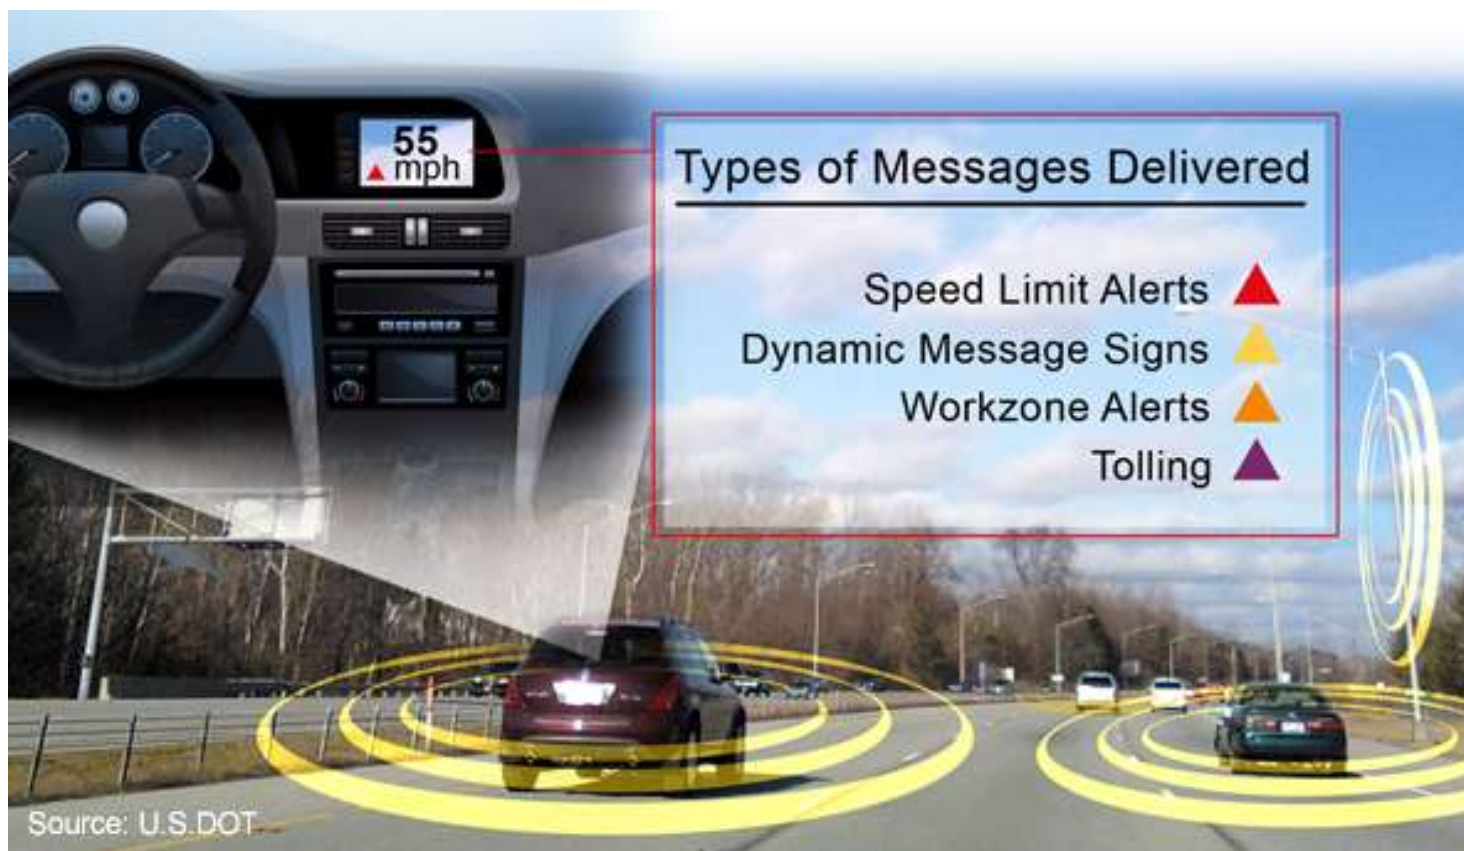 55
mph
Types of Messages Delivered
Speed Limit Alerts
Dynamic Message Signs
Workzone Alerts
Tolling
Source: U.S.DOT